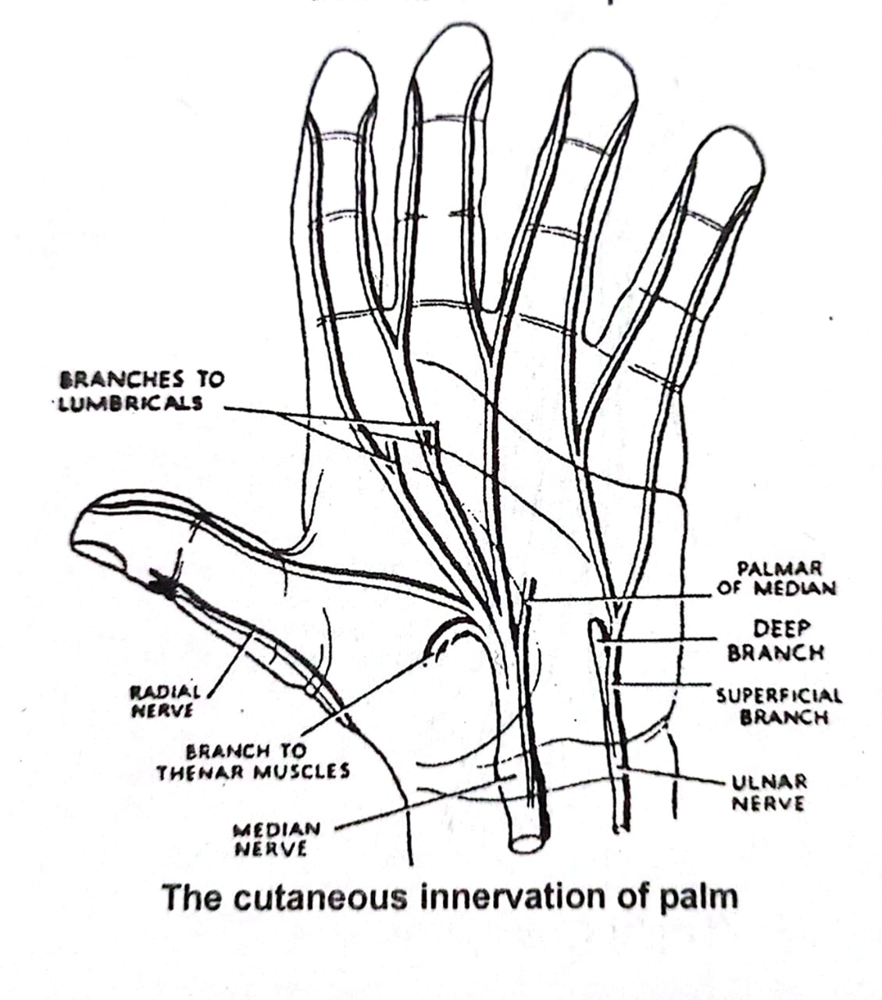 BRANCHES TO
LUMBRICALS
PALMAR
OF MEDIAN
DEEP
BRANCH
RADIAL
NERVE
SUPERFICIAL
BRANCH
BRANCH TO
THENAR MUSCLES
ULNAR
NERVE
MEDIAN
NERVE
The cutaneous innervation of palm